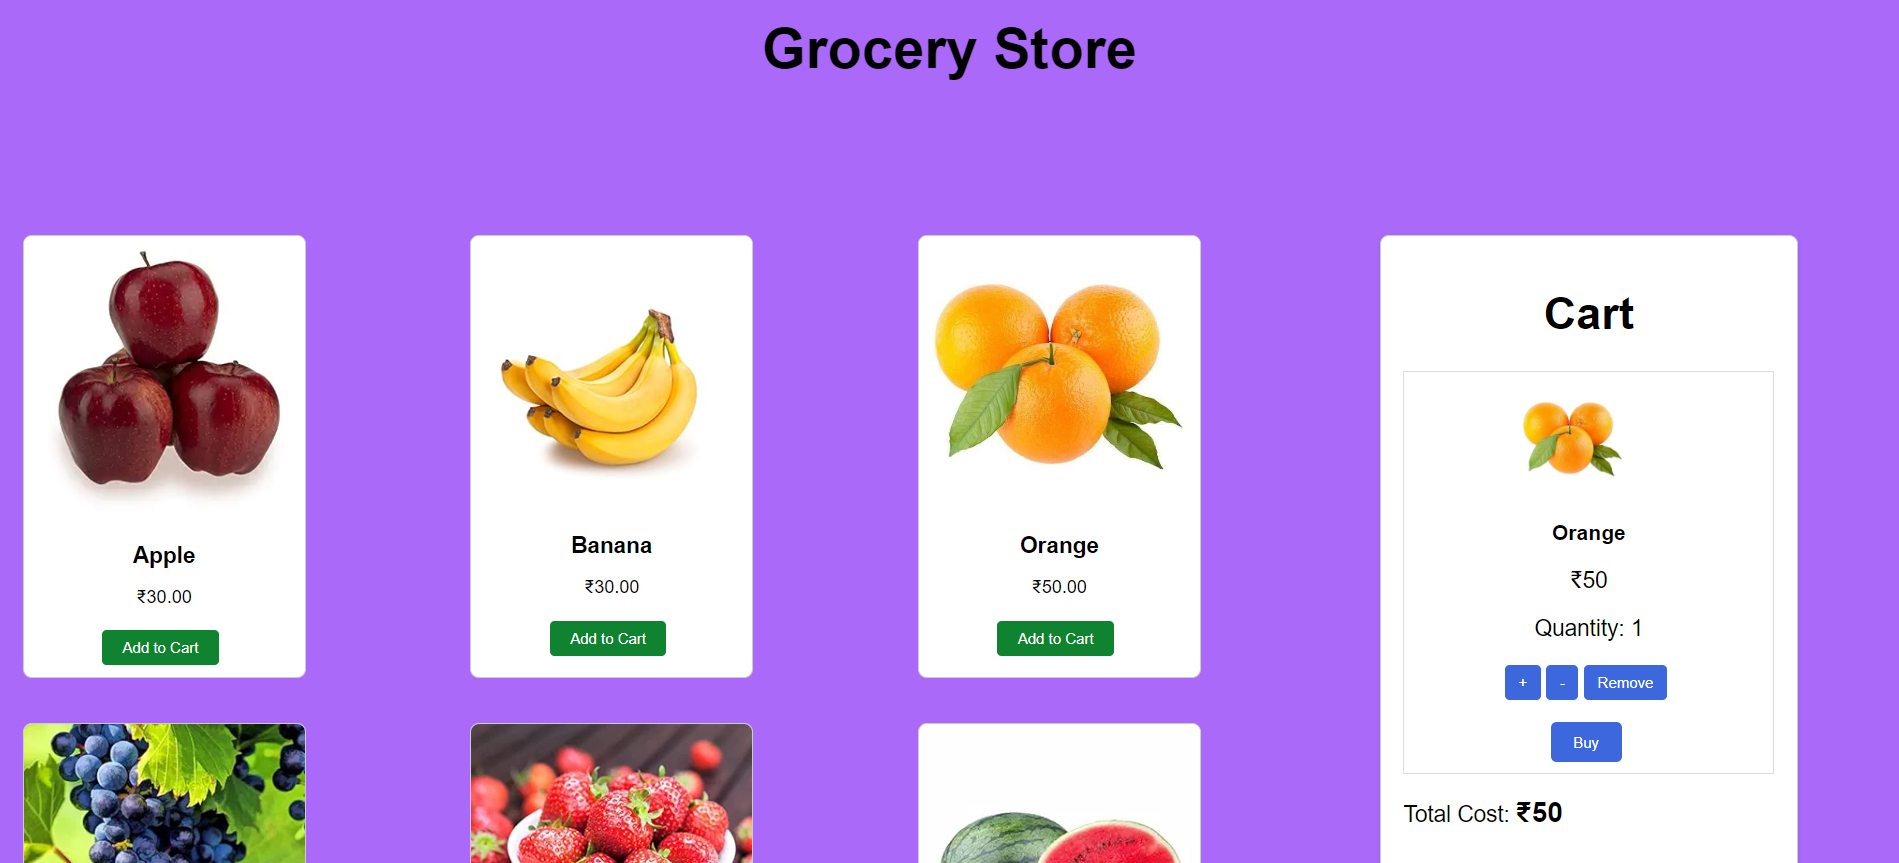 Grocery Store
Apple
₹30.00
Add to Cart
Banana
₹30.00
Add to Cart
Orange
₹50.00
Add to Cart
Cart
Orange
₹50
Quantity: 1
+ - Remove
Buy
Total Cost: ₹50